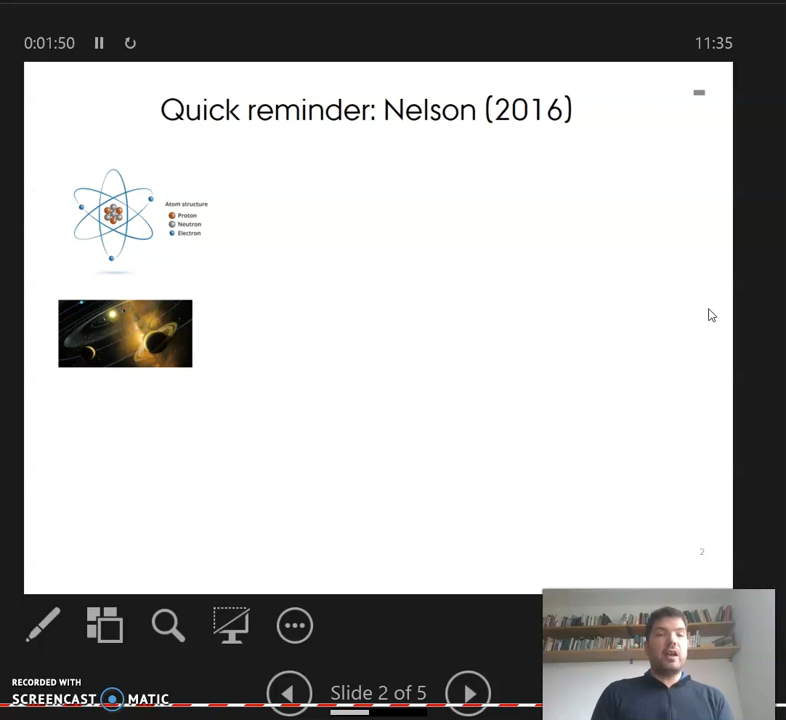 0:01:50
11:35
Quick reminder: Nelson (2016)
Atom structure
Proton
Neutron
Electron
2
RECORDED WITH
SCREENCAST MATIC
Slide 2 of 5